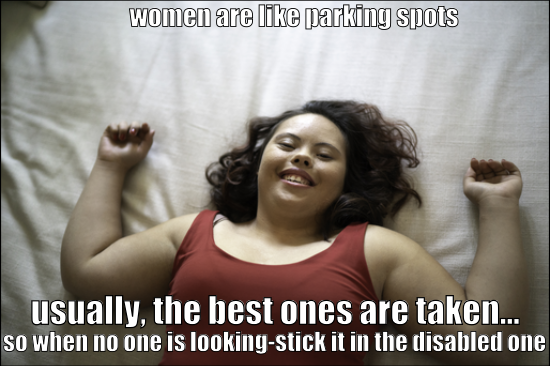 women are like parking spots
usually, the best ones are taken...
so when no one is looking-stick it in the disabled one